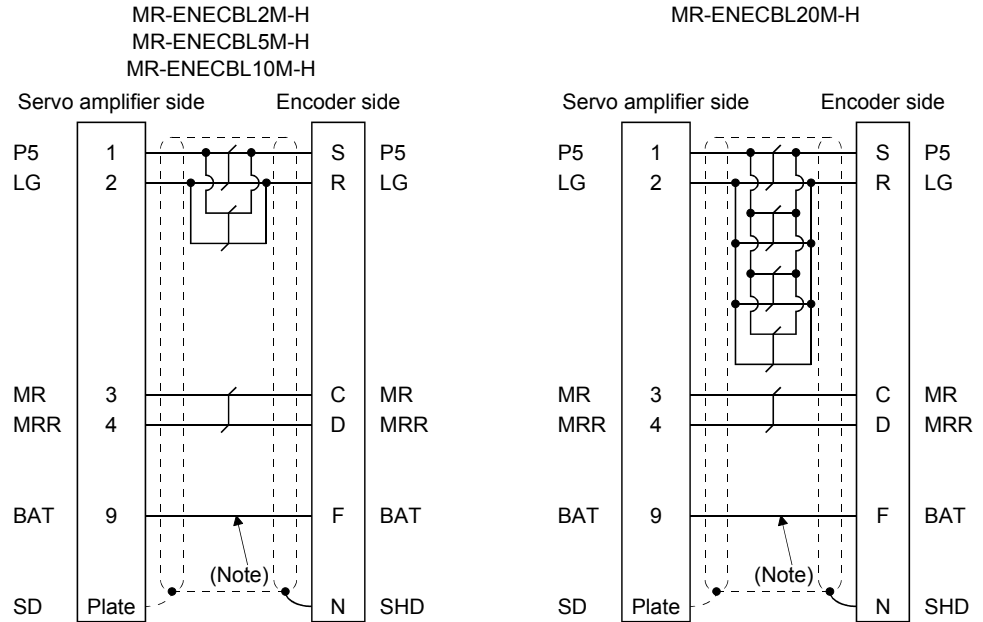 MR-ENECBL2M-H
MR-ENECBL5M-H
MR-ENECBL10M-H
Servo amplifier side Encoder side
P5 1 S P5
LG 2 R LG
MR 3 C MR
MRR 4 D MRR
BAT 9 F BAT
(Note)
SD Plate N SHD
MR-ENECBL20M-H
Servo amplifier side Encoder side
P5 1 S P5
LG 2 R LG
MR 3 C MR
MRR 4 D MRR
BAT 9 F BAT
(Note)
SD Plate N SHD